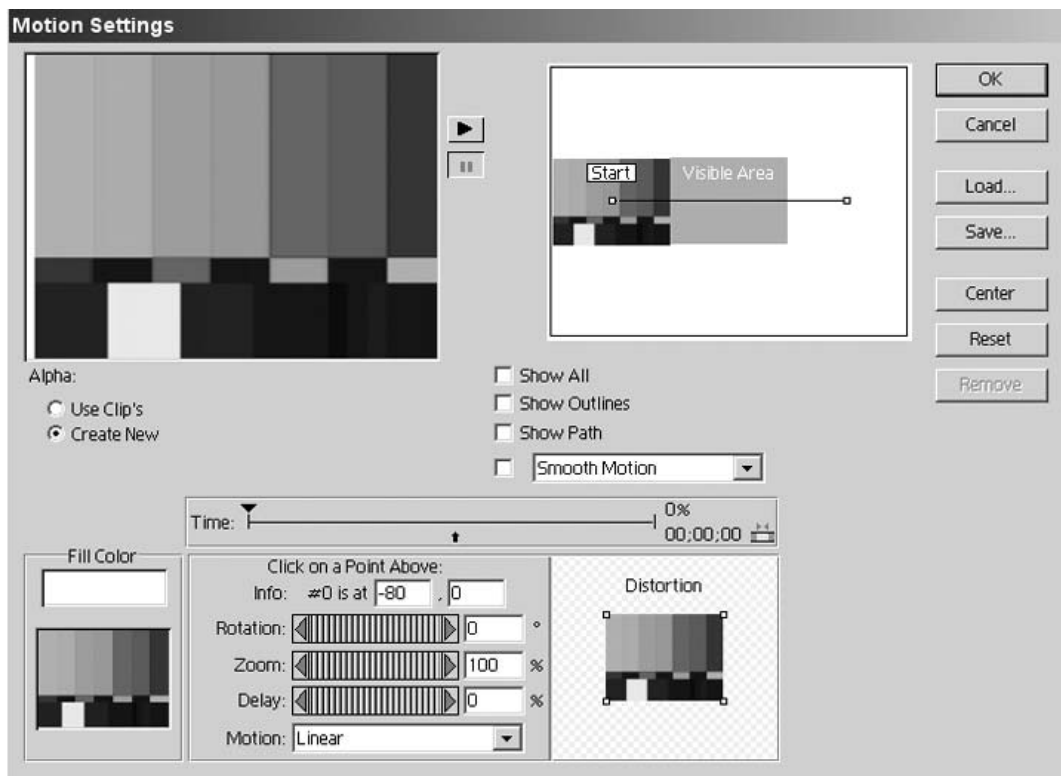 Motion Settings
Start
Visible Area
OK
Cancel
Load...
Save...
Center
Reset
Remove
Alpha:
Use Clip's
Create New
Show All
Show Outlines
Show Path
Smooth Motion
Time:
0%
00;00;00
Fill Color
Click on a Point Above:
Info: #0 is at -80 , 0
Rotation: 0 °
Zoom: 100 %
Delay: 0 %
Motion: Linear
Distortion